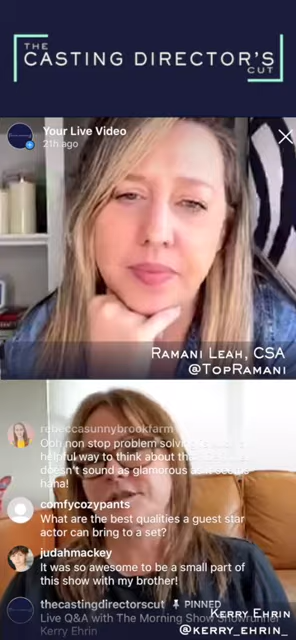 THE
CASTING DIRECTOR'S
CUT
Your Live Video
21h ago
RAMANI LEAH, CSA
@TOPRAMANI
rebeccasunnybrookfarm
Ooh non stop problem solving
helpful way to think about
doesn't sound as glamorous as it
haha!
comfycozypants
What are the best qualities a guest star
actor can bring to a set?
judahmackey
It was so awesome to be a small part of
this show with my brother!
thecastingdirectorscut PINNED
Live Q&A with The Morning Show Showrunner
Kerry Ehrin
KERRY EHRIN
@KERRY_EHRIN_